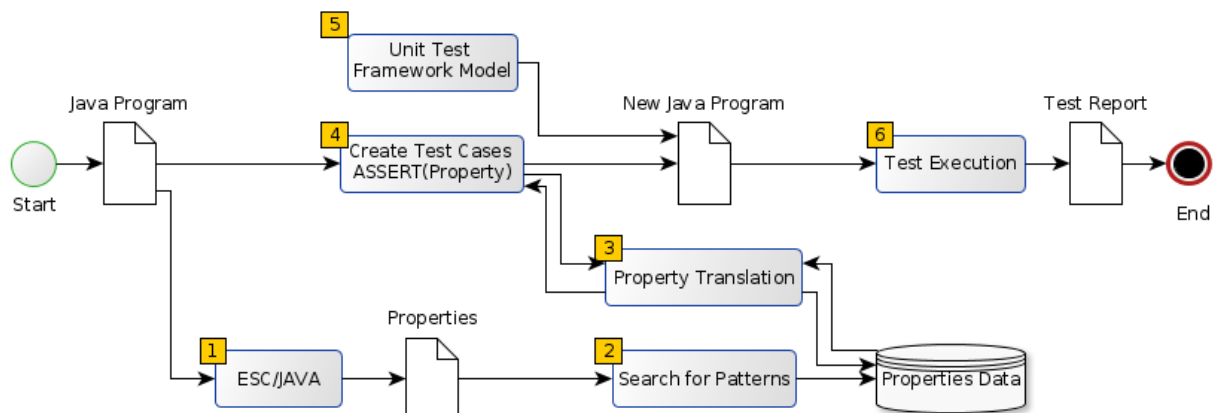 5
Unit Test
Framework Model
Java Program
New Java Program
Test Report
4
Create Test Cases
ASSERT(Property)
6
Test Execution
Start
End
3
Property Translation
Properties
1
ESC/JAVA
2
Search for Patterns
Properties Data